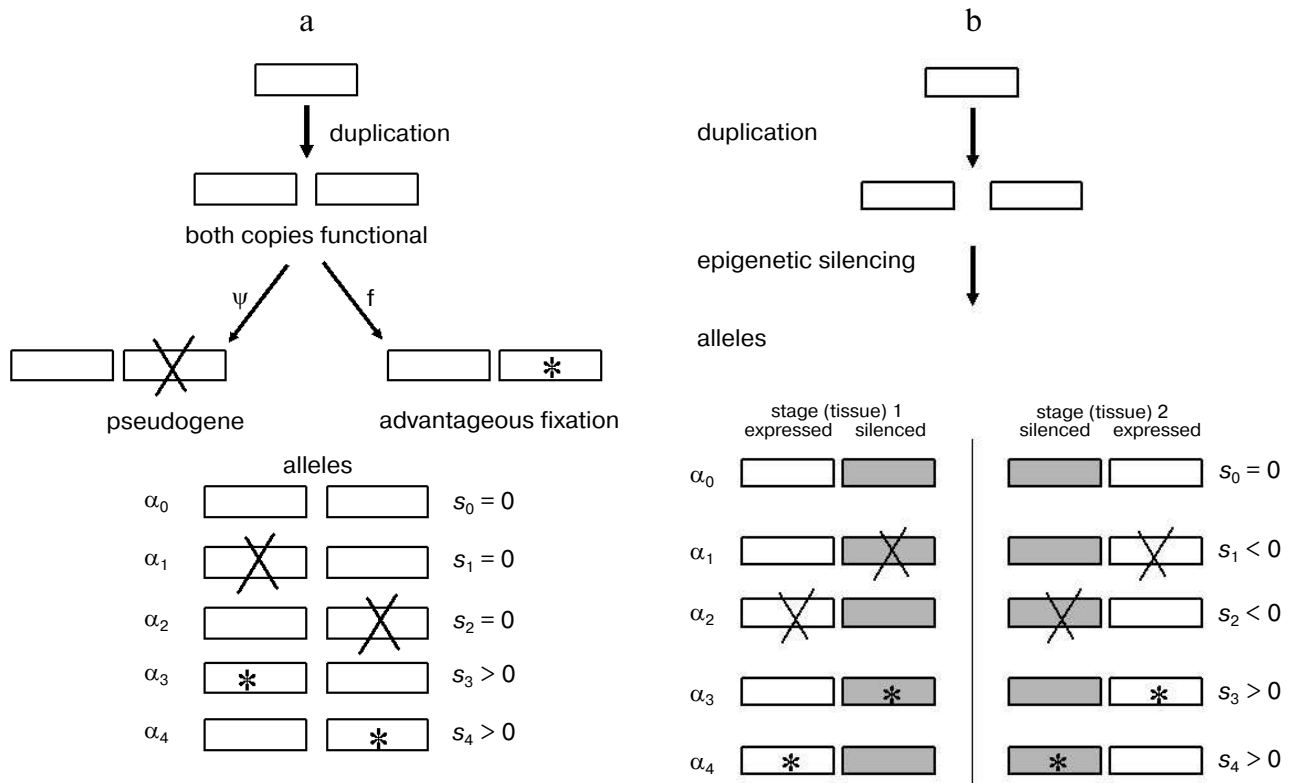 a
duplication
both copies functional
ψ f
pseudogene
advantageous fixation
alleles
α0 s0 = 0
α1 s1 = 0
α2 s2 = 0
α3 * s3 > 0
α4 * s4 > 0
b
duplication
epigenetic silencing
alleles
stage (tissue) 1 stage (tissue) 2
expressed silenced silenced expressed
α0 s0 = 0
α1 s1 < 0
α2 s2 < 0
α3 * * s3 > 0
α4 * * s4 > 0